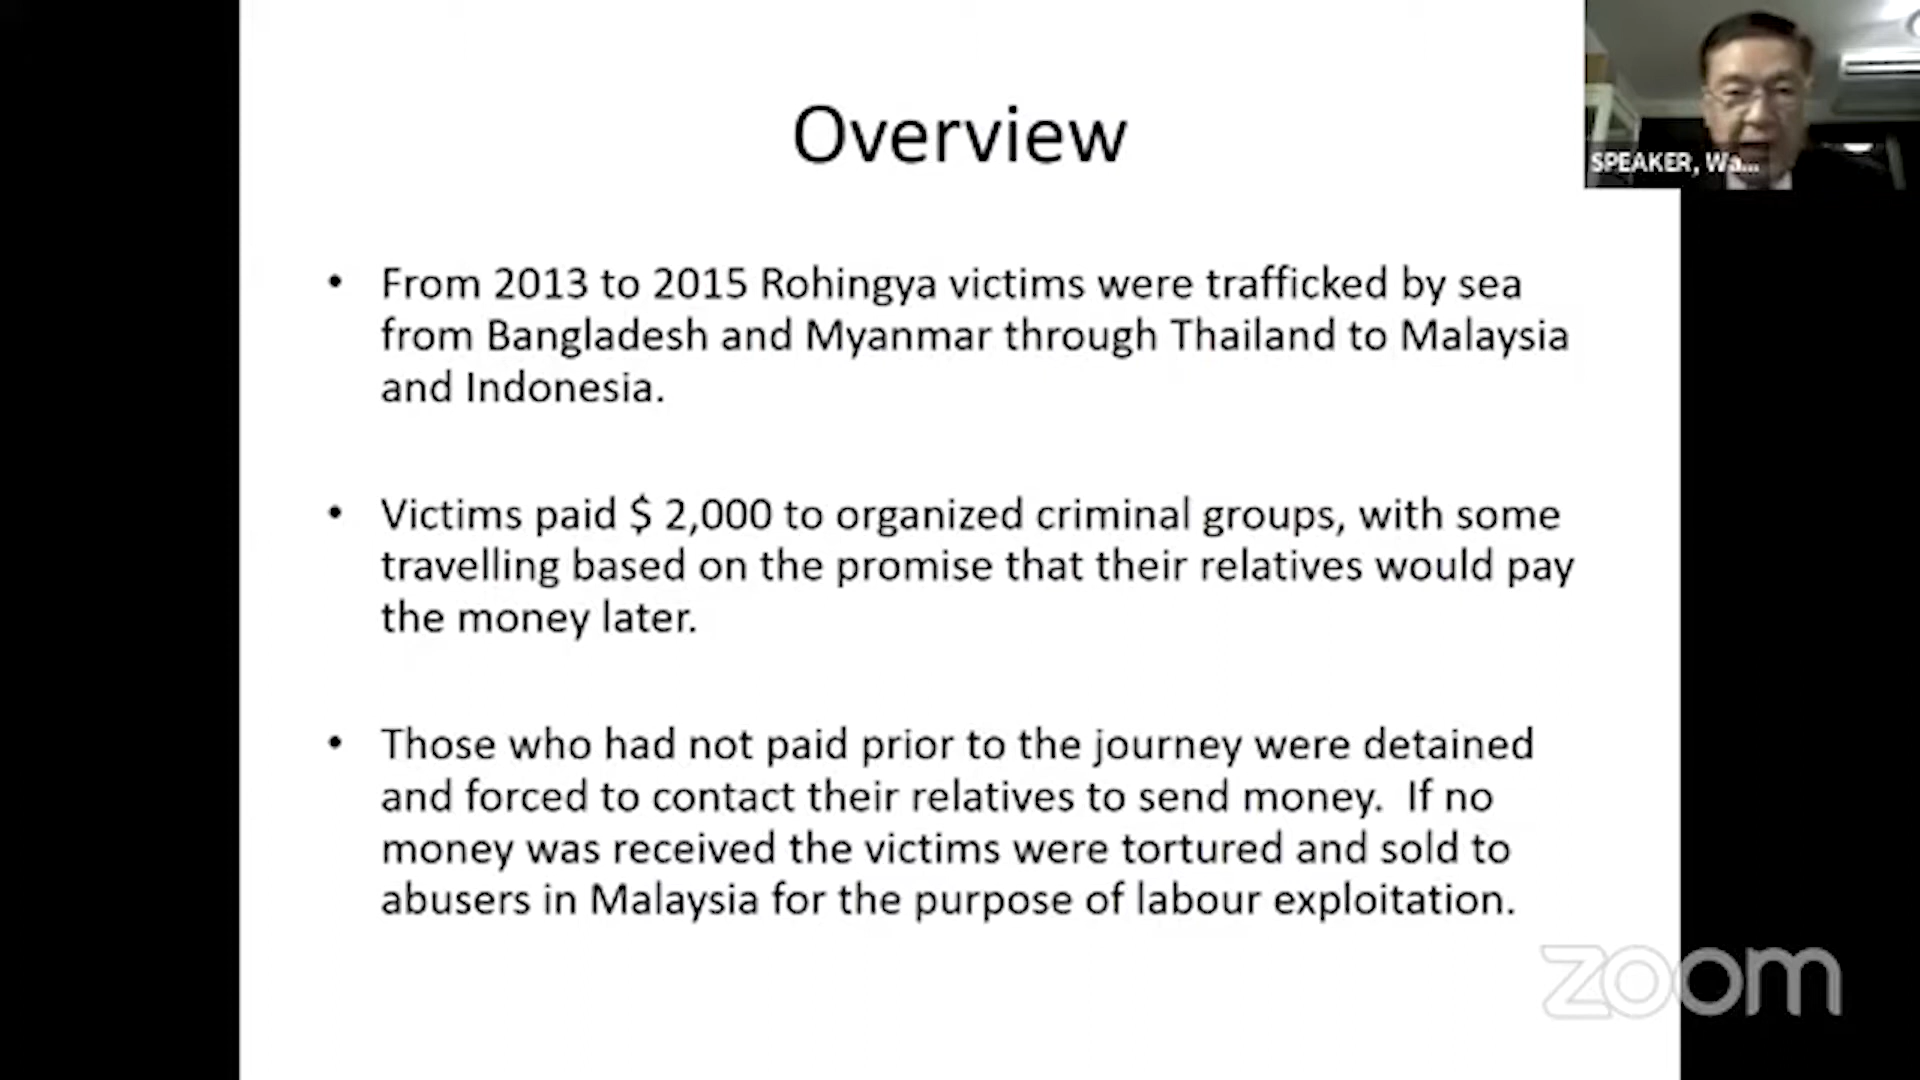 Overview
SPEAKER, Wa...
• From 2013 to 2015 Rohingya victims were trafficked by sea
from Bangladesh and Myanmar through Thailand to Malaysia
and Indonesia.
• Victims paid $ 2,000 to organized criminal groups, with some
travelling based on the promise that their relatives would pay
the money later.
• Those who had not paid prior to the journey were detained
and forced to contact their relatives to send money.  If no
money was received the victims were tortured and sold to
abusers in Malaysia for the purpose of labour exploitation.
zoom